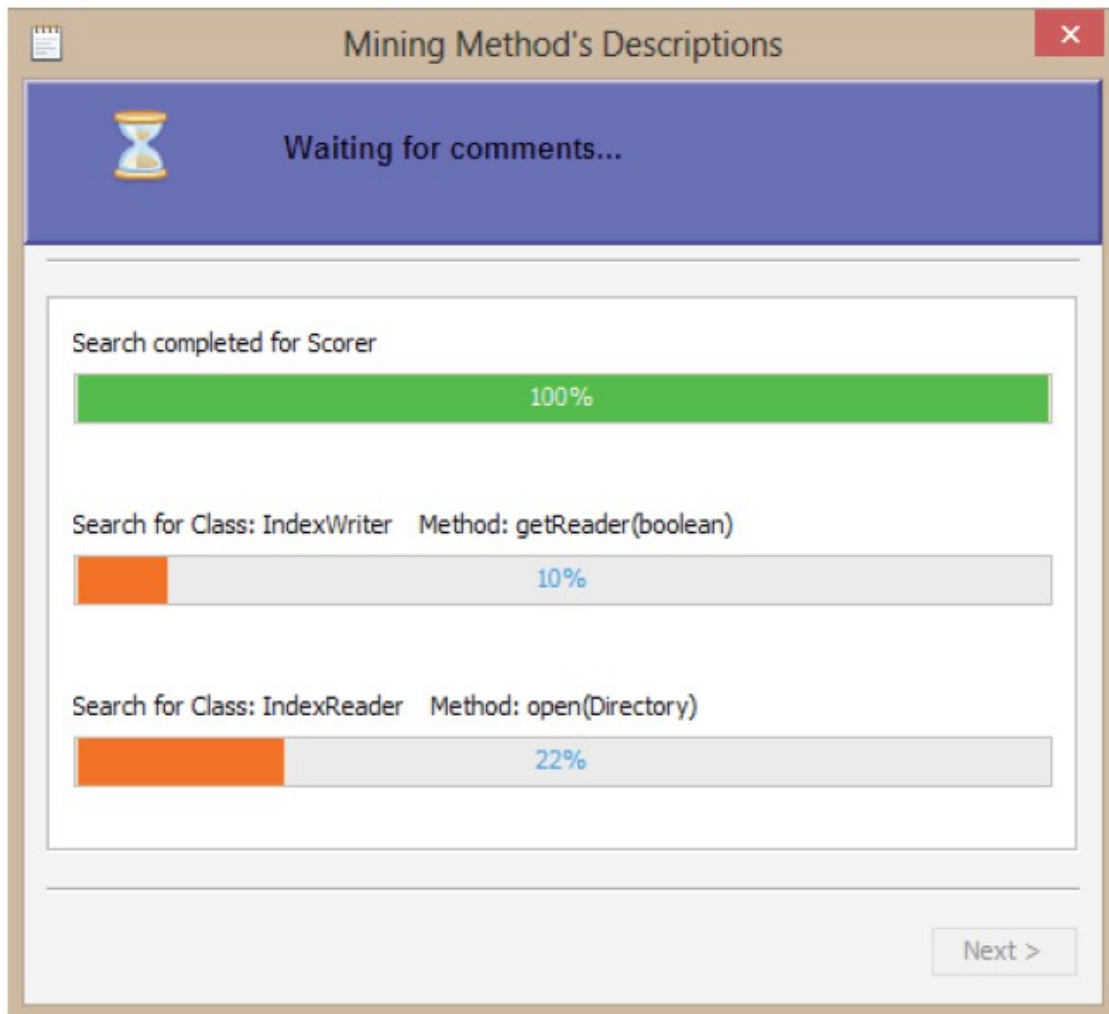 Mining Method's Descriptions
Waiting for comments...
Search completed for Scorer
100%
Search for Class: IndexWriter Method: getReader(boolean)
10%
Search for Class: IndexReader Method: open(Directory)
22%
Next >